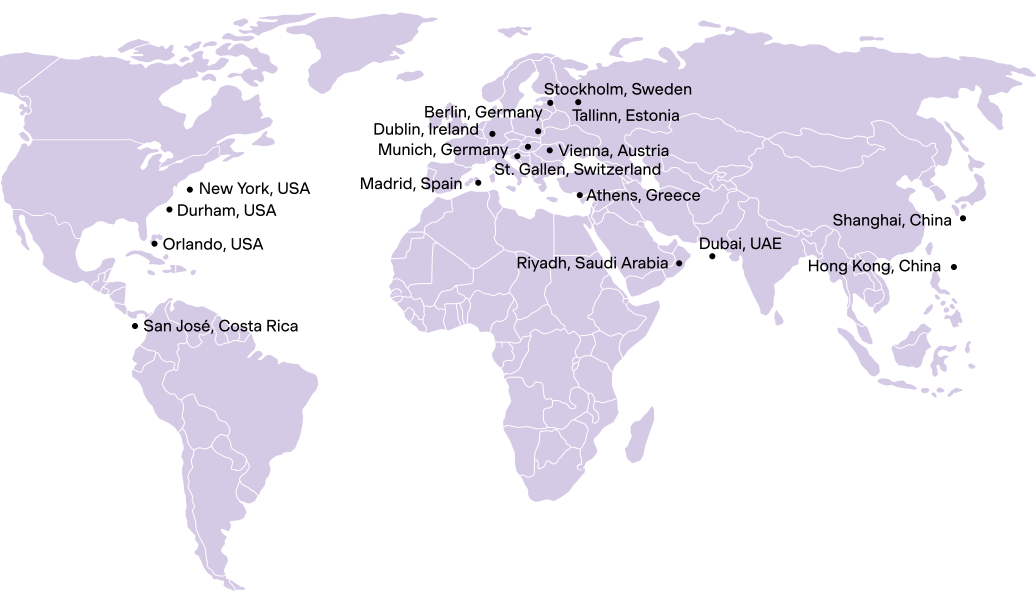 Stockholm, Sweden
Berlin, Germany
Tallinn, Estonia
Dublin, Ireland
Munich, Germany
Vienna, Austria
St. Gallen, Switzerland
Madrid, Spain
New York, USA
Athens, Greece
Durham, USA
Shanghai, China
Orlando, USA
Dubai, UAE
Riyadh, Saudi Arabia
Hong Kong, China
San José, Costa Rica